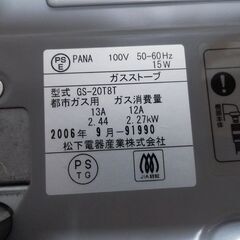 PS
E
PANA 100V 50-60Hz
15W
ガスストーブ
型式 GS-20T8T
都市ガス用 ガス消費量
13A 12A
2.44 2.27kW
2006年9月-91990
松下電器産業株式会社
PS
TG
JIA